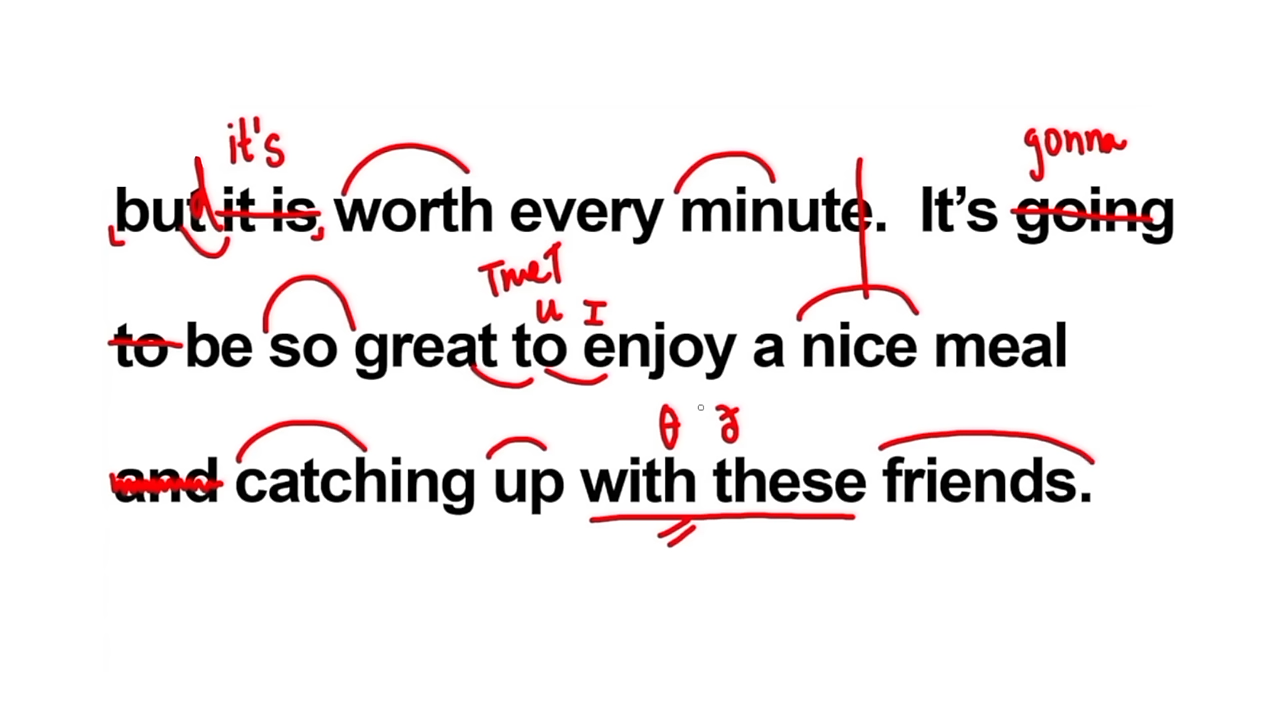 it's gonna
but d it is worth every minute. It's going
TrueT
u I
to be so great to enjoy a nice meal
θ
and catching up with these friends.